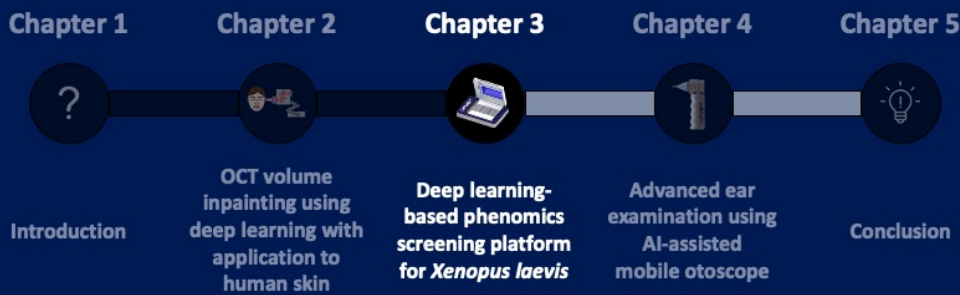 Chapter 1
Chapter 2
Chapter 3
Chapter 4
Chapter 5
?
Introduction
OCT volume
inpainting using
deep learning with
application to
human skin
Deep learning-
based phenomics
screening platform
for Xenopus laevis
Advanced ear
examination using
AI-assisted
mobile otoscope
Conclusion